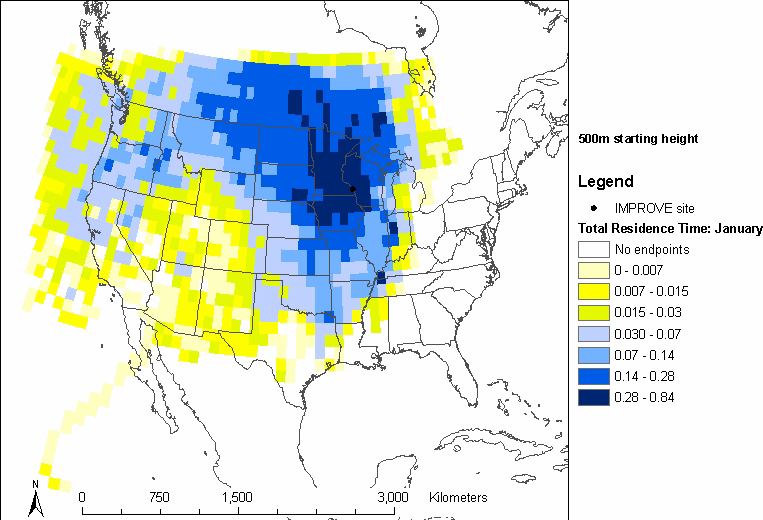 500m starting height
Legend
IMPROVE site
Total Residence Time: January
No endpoints
0 - 0.007
0.007 - 0.015
0.015 - 0.03
0.030 - 0.07
0.07 - 0.14
0.14 - 0.28
0.28 - 0.84
N
0 750 1,500 3,000 Kilometers